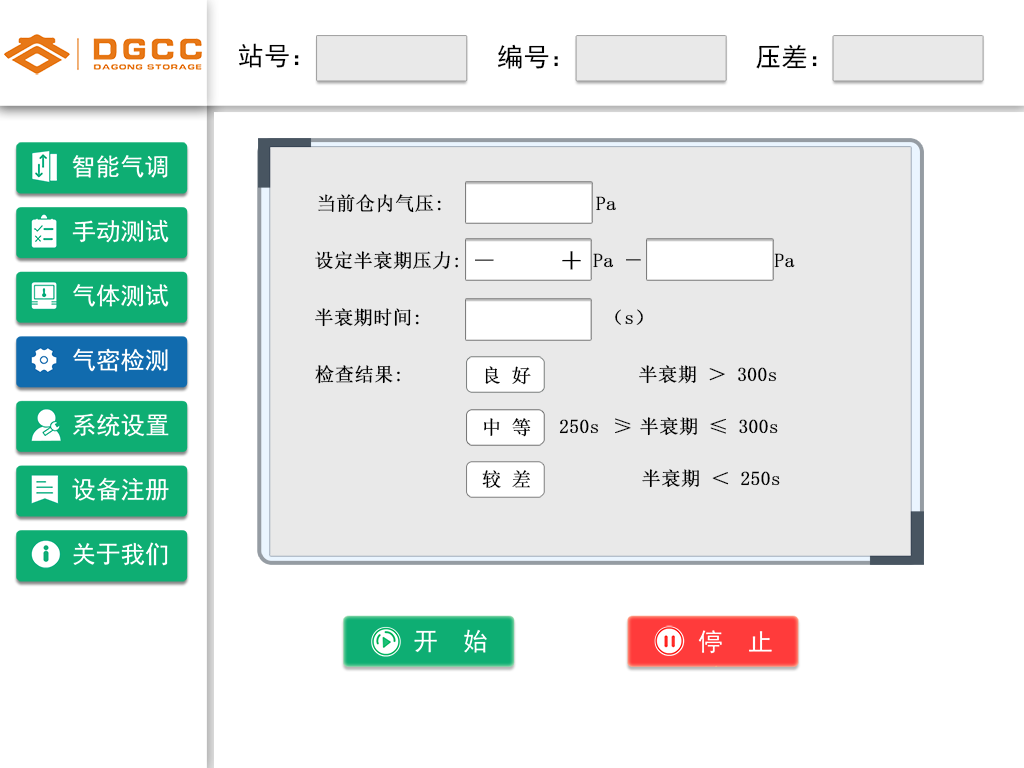 DGCC
DAGONG STORAGE
站号：
编号：
压差：
智能气调
手动测试
气体测试
气密检测
系统设置
设备注册
关于我们
当前仓内气压: Pa
设定半衰期压力: — + Pa — Pa
半衰期时间: （s）
检查结果: 良 好 半衰期 > 300s
中 等 250s ⩾ 半衰期 ⩽ 300s
较 差 半衰期 < 250s
开 始
停 止